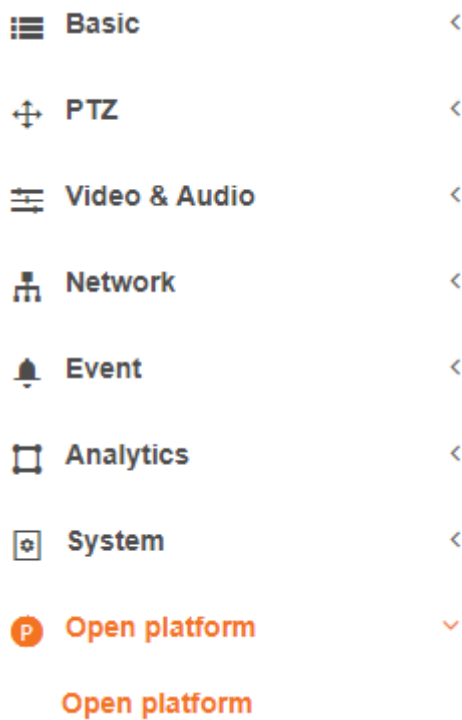 Basic
PTZ
Video & Audio
Network
Event
Analytics
System
P Open platform
Open platform